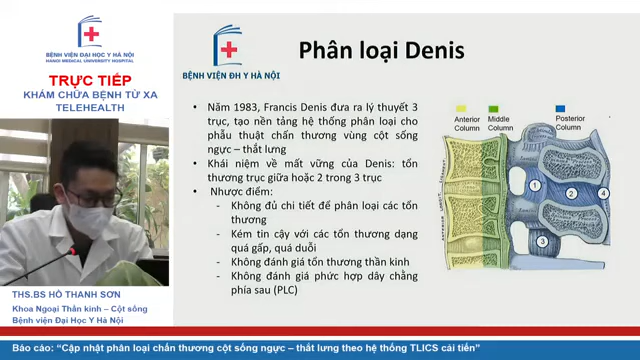 BỆNH VIỆN ĐẠI HỌC Y HÀ NỘI
HANOI MEDICAL UNIVERSITY HOSPITAL
TRỰC TIẾP
KHÁM CHỮA BỆNH TỪ XA
TELEHEALTH
THS.BS HỒ THANH SƠN
Khoa Ngoại Thần kinh – Cột sống
Bệnh viện Đại Học Y Hà Nội
BỆNH VIỆN ĐH Y HÀ NỘI
Phân loại Denis
• Năm 1983, Francis Denis đưa ra lý thuyết 3
trục, tạo nền tảng hệ thống phân loại cho
phẫu thuật chấn thương vùng cột sống
ngực – thắt lưng
• Khái niệm về mất vững của Denis: tổn
thương trục giữa hoặc 2 trong 3 trục
• Nhược điểm:
- Không đủ chi tiết để phân loại các tổn
thương
- Kém tin cậy với các tổn thương dạng
quá gấp, quá duỗi
- Không đánh giá tổn thương thần kinh
- Không đánh giá phức hợp dây chằng
phía sau (PLC)
Anterior
Column
Middle
Column
Posterior
Column
1
2
3
4
Báo cáo: “Cập nhật phân loại chấn thương cột sống ngực – thắt lưng theo hệ thống TLICS cải tiến”